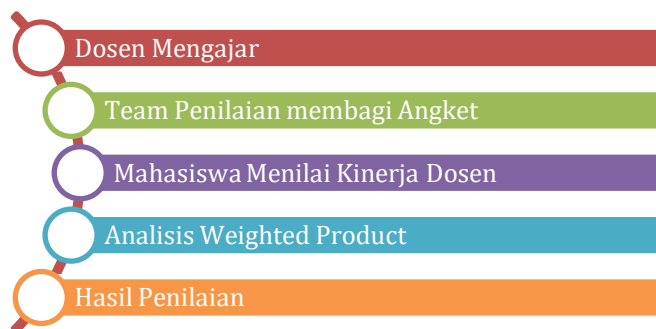 Dosen Mengajar
Team Penilaian membagi Angket
Mahasiswa Menilai Kinerja Dosen
Analisis Weighted Product
Hasil Penilaian